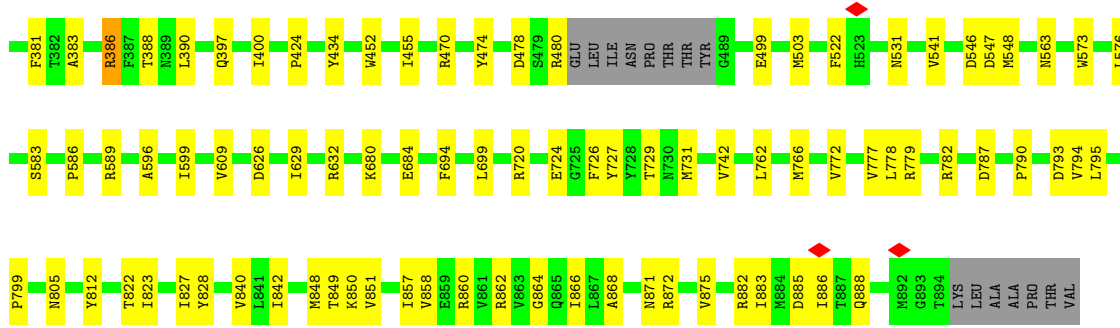 F381 T382 A383 R386 F387 T388 N389 L390 Q397 I400 P424 Y434 W452 I455 R470 Y474 D478 S479 R480 GLU LEU ILE ASN PRO THR THR TYR G489 E499 M503 F522 H523 N531 V541 D546 D547 M548 N563 W573 L576
S583 P586 R589 A596 I599 V609 D626 I629 R632 K680 E684 F694 L699 R720 E724 G725 F726 Y727 Y728 T729 N730 M731 V742 L762 M766 V772 V777 L778 R779 R782 D787 P790 D793 V794 L795
P799 N805 Y812 T822 I823 I827 Y828 V840 L841 I842 M848 T849 K850 V851 I857 V858 E859 R860 V861 R862 V863 G864 Q865 I866 L867 A868 N871 R872 V875 R882 I883 M884 D885 I886 T887 Q888 M892 G893 T894 LYS LEU ALA ALA PRO THR VAL